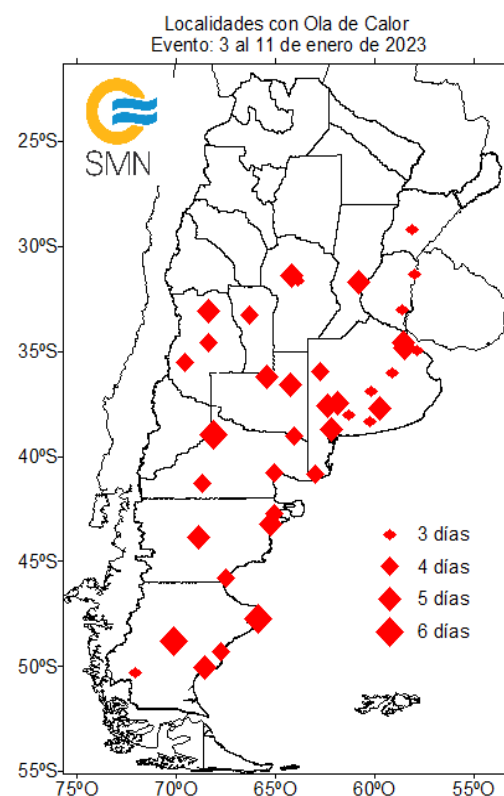 Localidades con Ola de Calor
Evento: 3 al 11 de enero de 2023
SMN
25ºS
30ºS
35ºS
40ºS
45ºS
50ºS
55ºS
3 días
4 días
5 días
6 días
75ºO
70ºO
65ºO
60ºO
55ºO